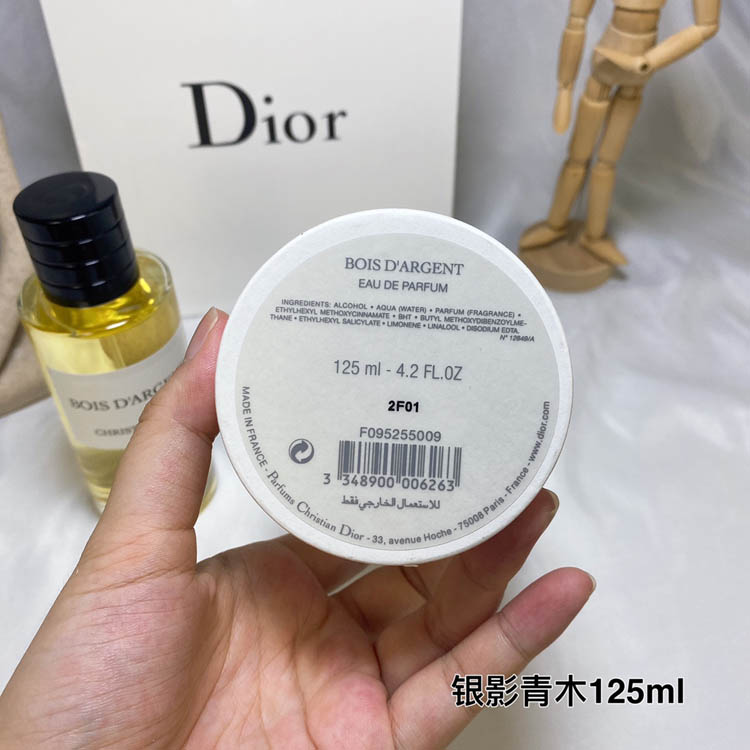 Dior
BOIS D'ARGENT
EAU DE PARFUM
INGREDIENTS: ALCOHOL • AQUA (WATER) • PARFUM (FRAGRANCE) •
ETHYLHEXYL METHOXYCINNAMATE • BHT • BUTYL METHOXYDIBENZOYLME-
THANE • ETHYLHEXYL SALICYLATE • LIMONENE • LINALOOL • DISODIUM EDTA.
N° 12849/A
125 ml - 4.2 FL.OZ
2F01
F095255009
3 348900 006263
للاستعمال الخارجي فقط
MADE IN FRANCE - Parfums Christian Dior - 33, avenue Hoche - 75008 Paris - France - www.dior.com
BOIS D'ARGEN
CHRIST
银影青木125ml